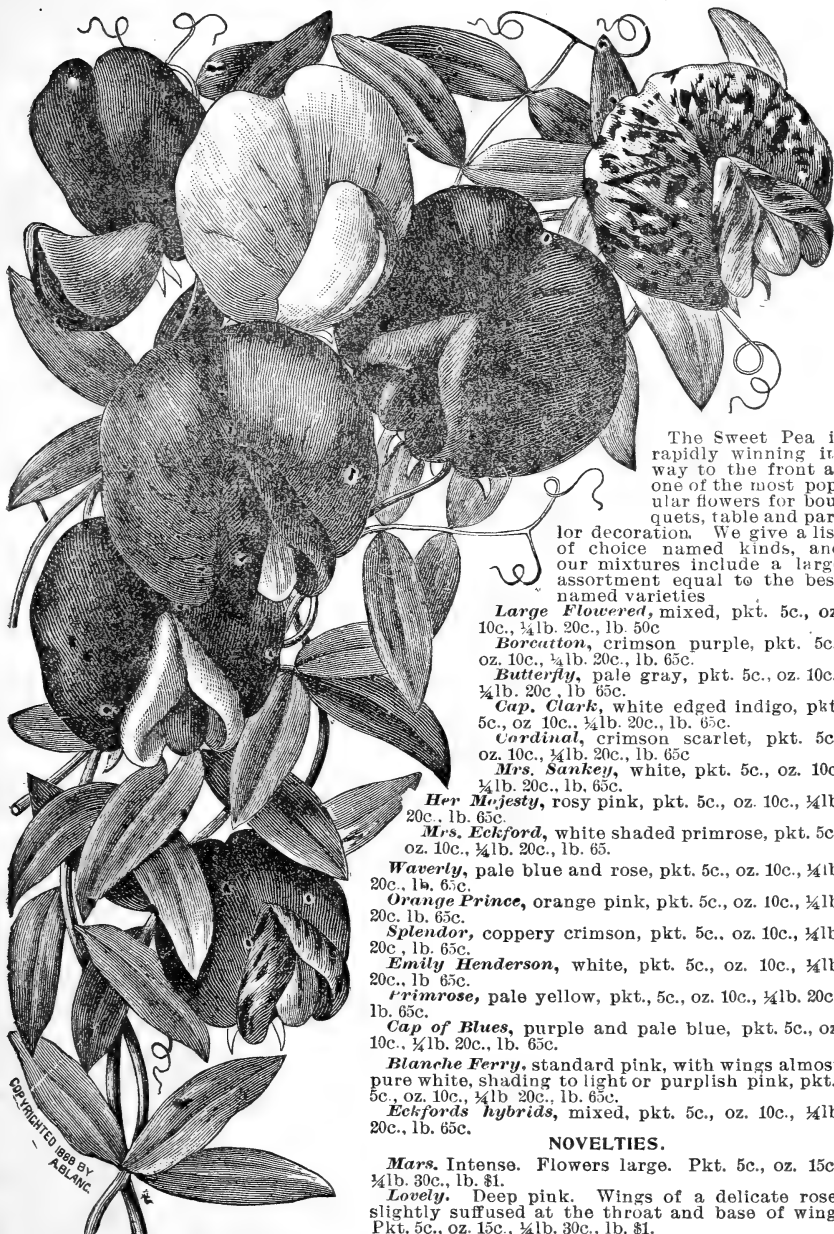 The Sweet Pea i
rapidly winning it
way to the front a
one of the most pop
ular flowers for bou
quets, table and par
lor decoration. We give a lis
of choice named kinds, and
our mixtures include a larg
assortment equal to the bes
named varieties
Large Flowered, mixed, pkt. 5c., oz
10c., ¼lb. 20c., lb. 50c
Borcatton, crimson purple, pkt. 5c
oz. 10c., ¼lb. 20c., lb. 65c.
Butterfly, pale gray, pkt. 5c., oz. 10c.
¼lb. 20c , lb 65c.
Cap. Clark, white edged indigo, pkt
5c., oz 10c., ¼lb. 20c., lb. 65c.
Cardinal, crimson scarlet, pkt. 5c
oz. 10c., ¼lb. 20c., lb. 65c
Mrs. Sankey, white, pkt. 5c., oz. 10c
¼lb. 20c., lb. 65c.
Her Majesty, rosy pink, pkt. 5c., oz. 10c., ¼lb
20c., lb. 65c.
Mrs. Eckford, white shaded primrose, pkt. 5c
oz. 10c., ¼lb. 20c., lb. 65.
Waverly, pale blue and rose, pkt. 5c., oz. 10c., ¼lb
20c., lb. 65c.
Orange Prince, orange pink, pkt. 5c., oz. 10c., ¼lb
20c. lb. 65c.
Splendor, coppery crimson, pkt. 5c., oz. 10c., ¼lb
20c , lb. 65c.
Emily Henderson, white, pkt. 5c., oz. 10c., ¼lb
20c., lb 65c.
Primrose, pale yellow, pkt., 5c., oz. 10c., ¼lb. 20c
lb. 65c.
Cap of Blues, purple and pale blue, pkt. 5c., oz
10c., ¼lb. 20c., lb. 65c.
Blanche Ferry. standard pink, with wings almos
pure white, shading to light or purplish pink, pkt.
5c., oz. 10c., ¼lb 20c., lb. 65c.
Eckfords hybrids, mixed, pkt. 5c., oz. 10c., ¼lb
20c., lb. 65c.
NOVELTIES.
Mars. Intense. Flowers large. Pkt. 5c., oz. 15c
¼lb. 30c., lb. $1.
Lovely. Deep pink. Wings of a delicate rose
slightly suffused at the throat and base of wing
Pkt. 5c., oz. 15c., ¼lb. 30c., lb. $1.
COPYRIGHTED 1888 BY
A.BLANC.